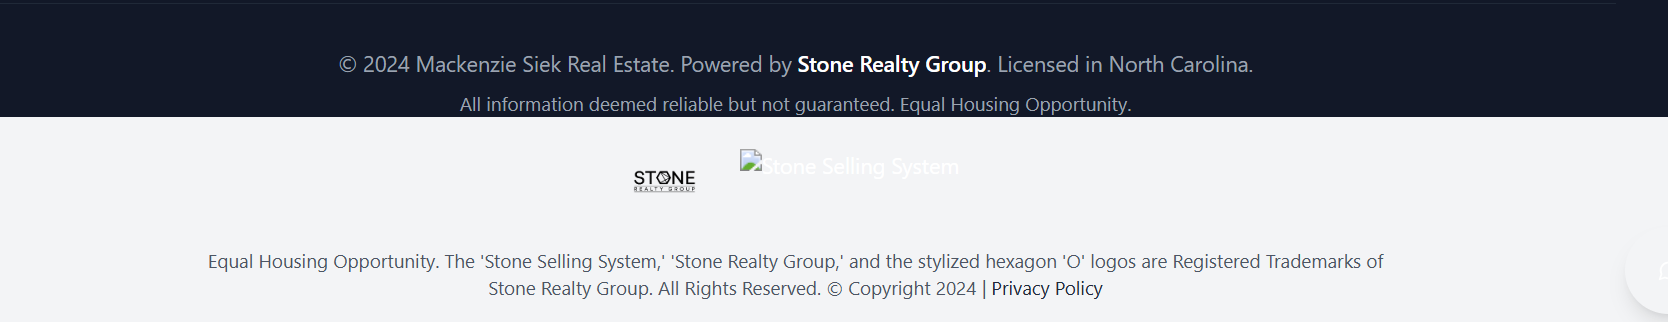 © 2024 Mackenzie Siek Real Estate. Powered by Stone Realty Group. Licensed in North Carolina.
All information deemed reliable but not guaranteed. Equal Housing Opportunity.
STONE
REALTY GROUP
Stone Selling System
Equal Housing Opportunity. The 'Stone Selling System,' 'Stone Realty Group,' and the stylized hexagon 'O' logos are Registered Trademarks of
Stone Realty Group. All Rights Reserved. © Copyright 2024 | Privacy Policy